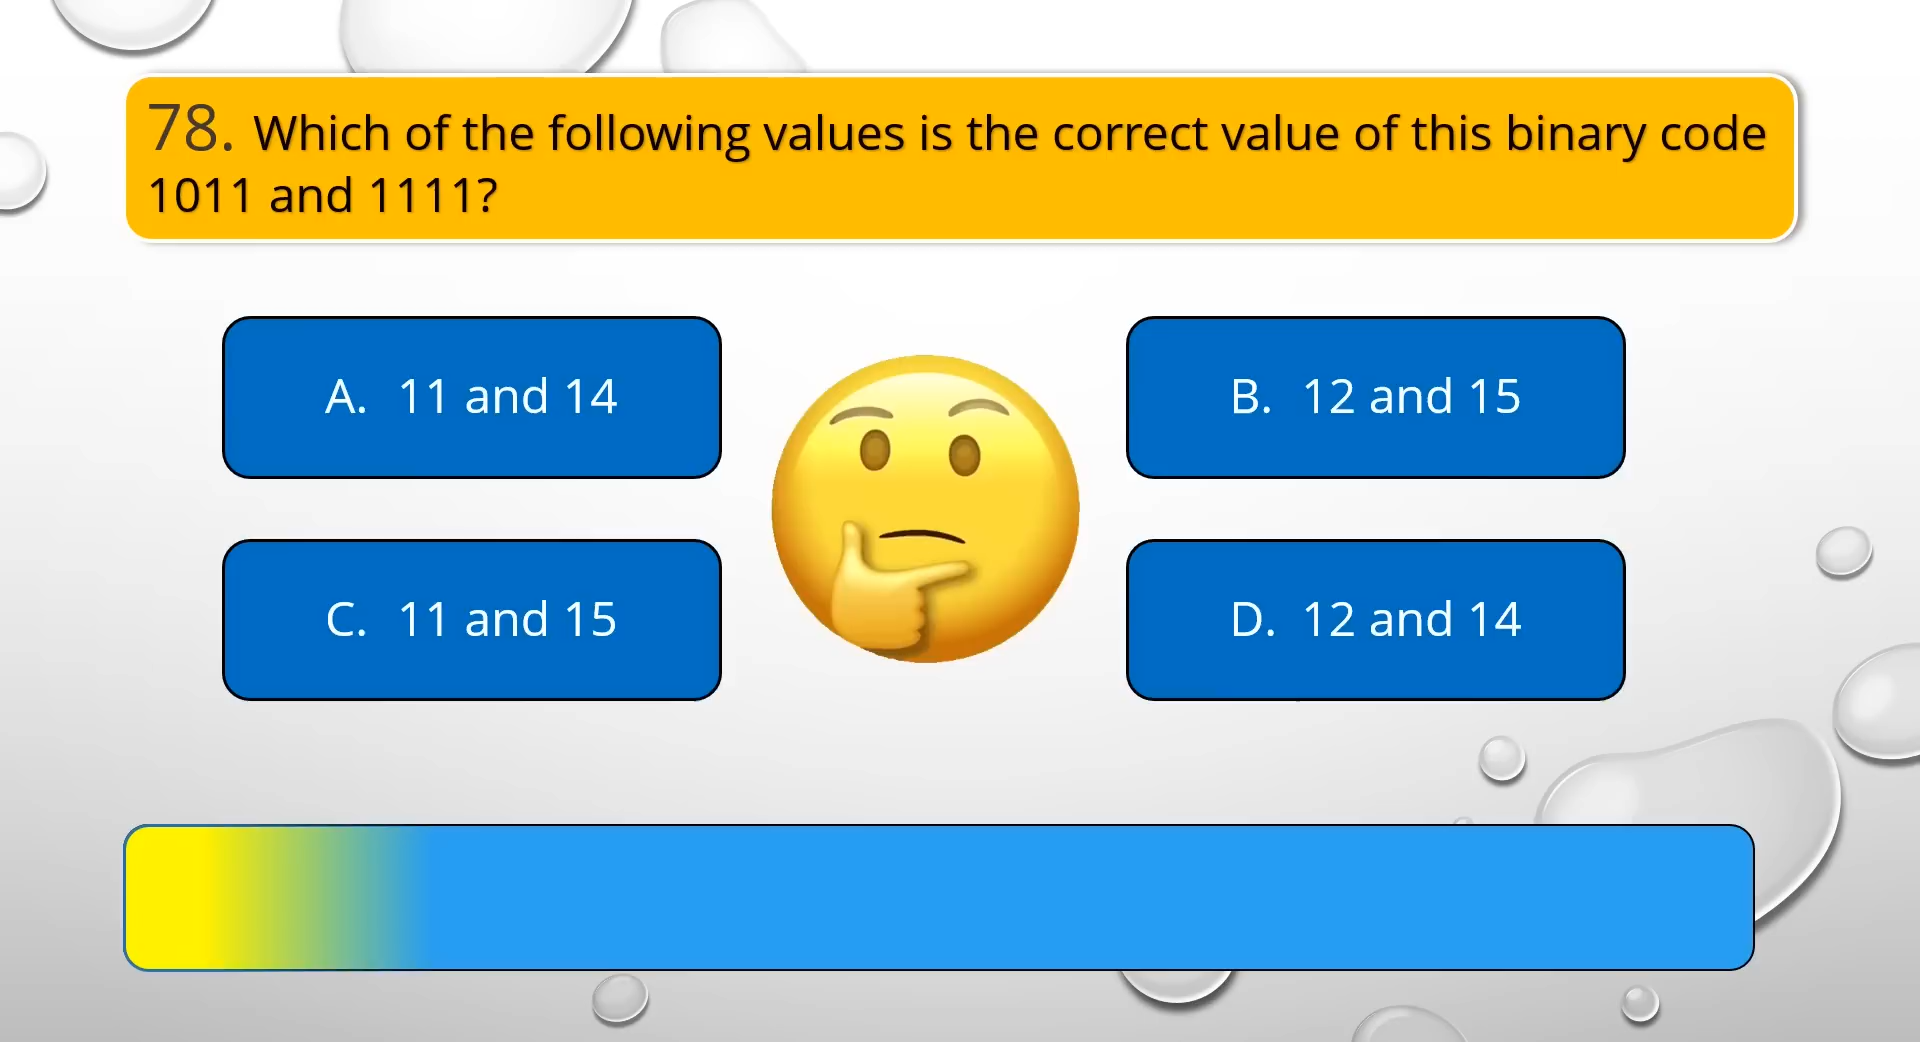 78. Which of the following values is the correct value of this binary code
1011 and 1111?
A. 11 and 14
B. 12 and 15
C. 11 and 15
D. 12 and 14